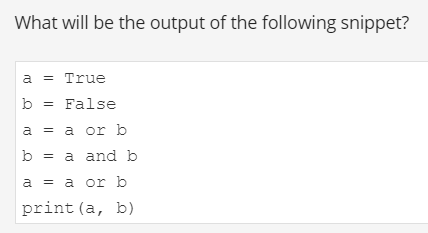 What will be the output of the following snippet?
a = True
b = False
a = a or b
b = a and b
a = a or b
print(a, b)